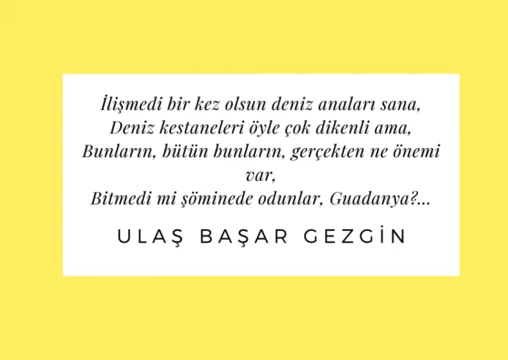 İlişmedi bir kez olsun deniz anaları sana,
Deniz kestaneleri öyle çok dikenli ama,
Bunların, bütün bunların, gerçekten ne önemi
var,
Bitmedi mi şöminede odunlar, Guadanya?...
ULAŞ BAŞAR GEZGİN